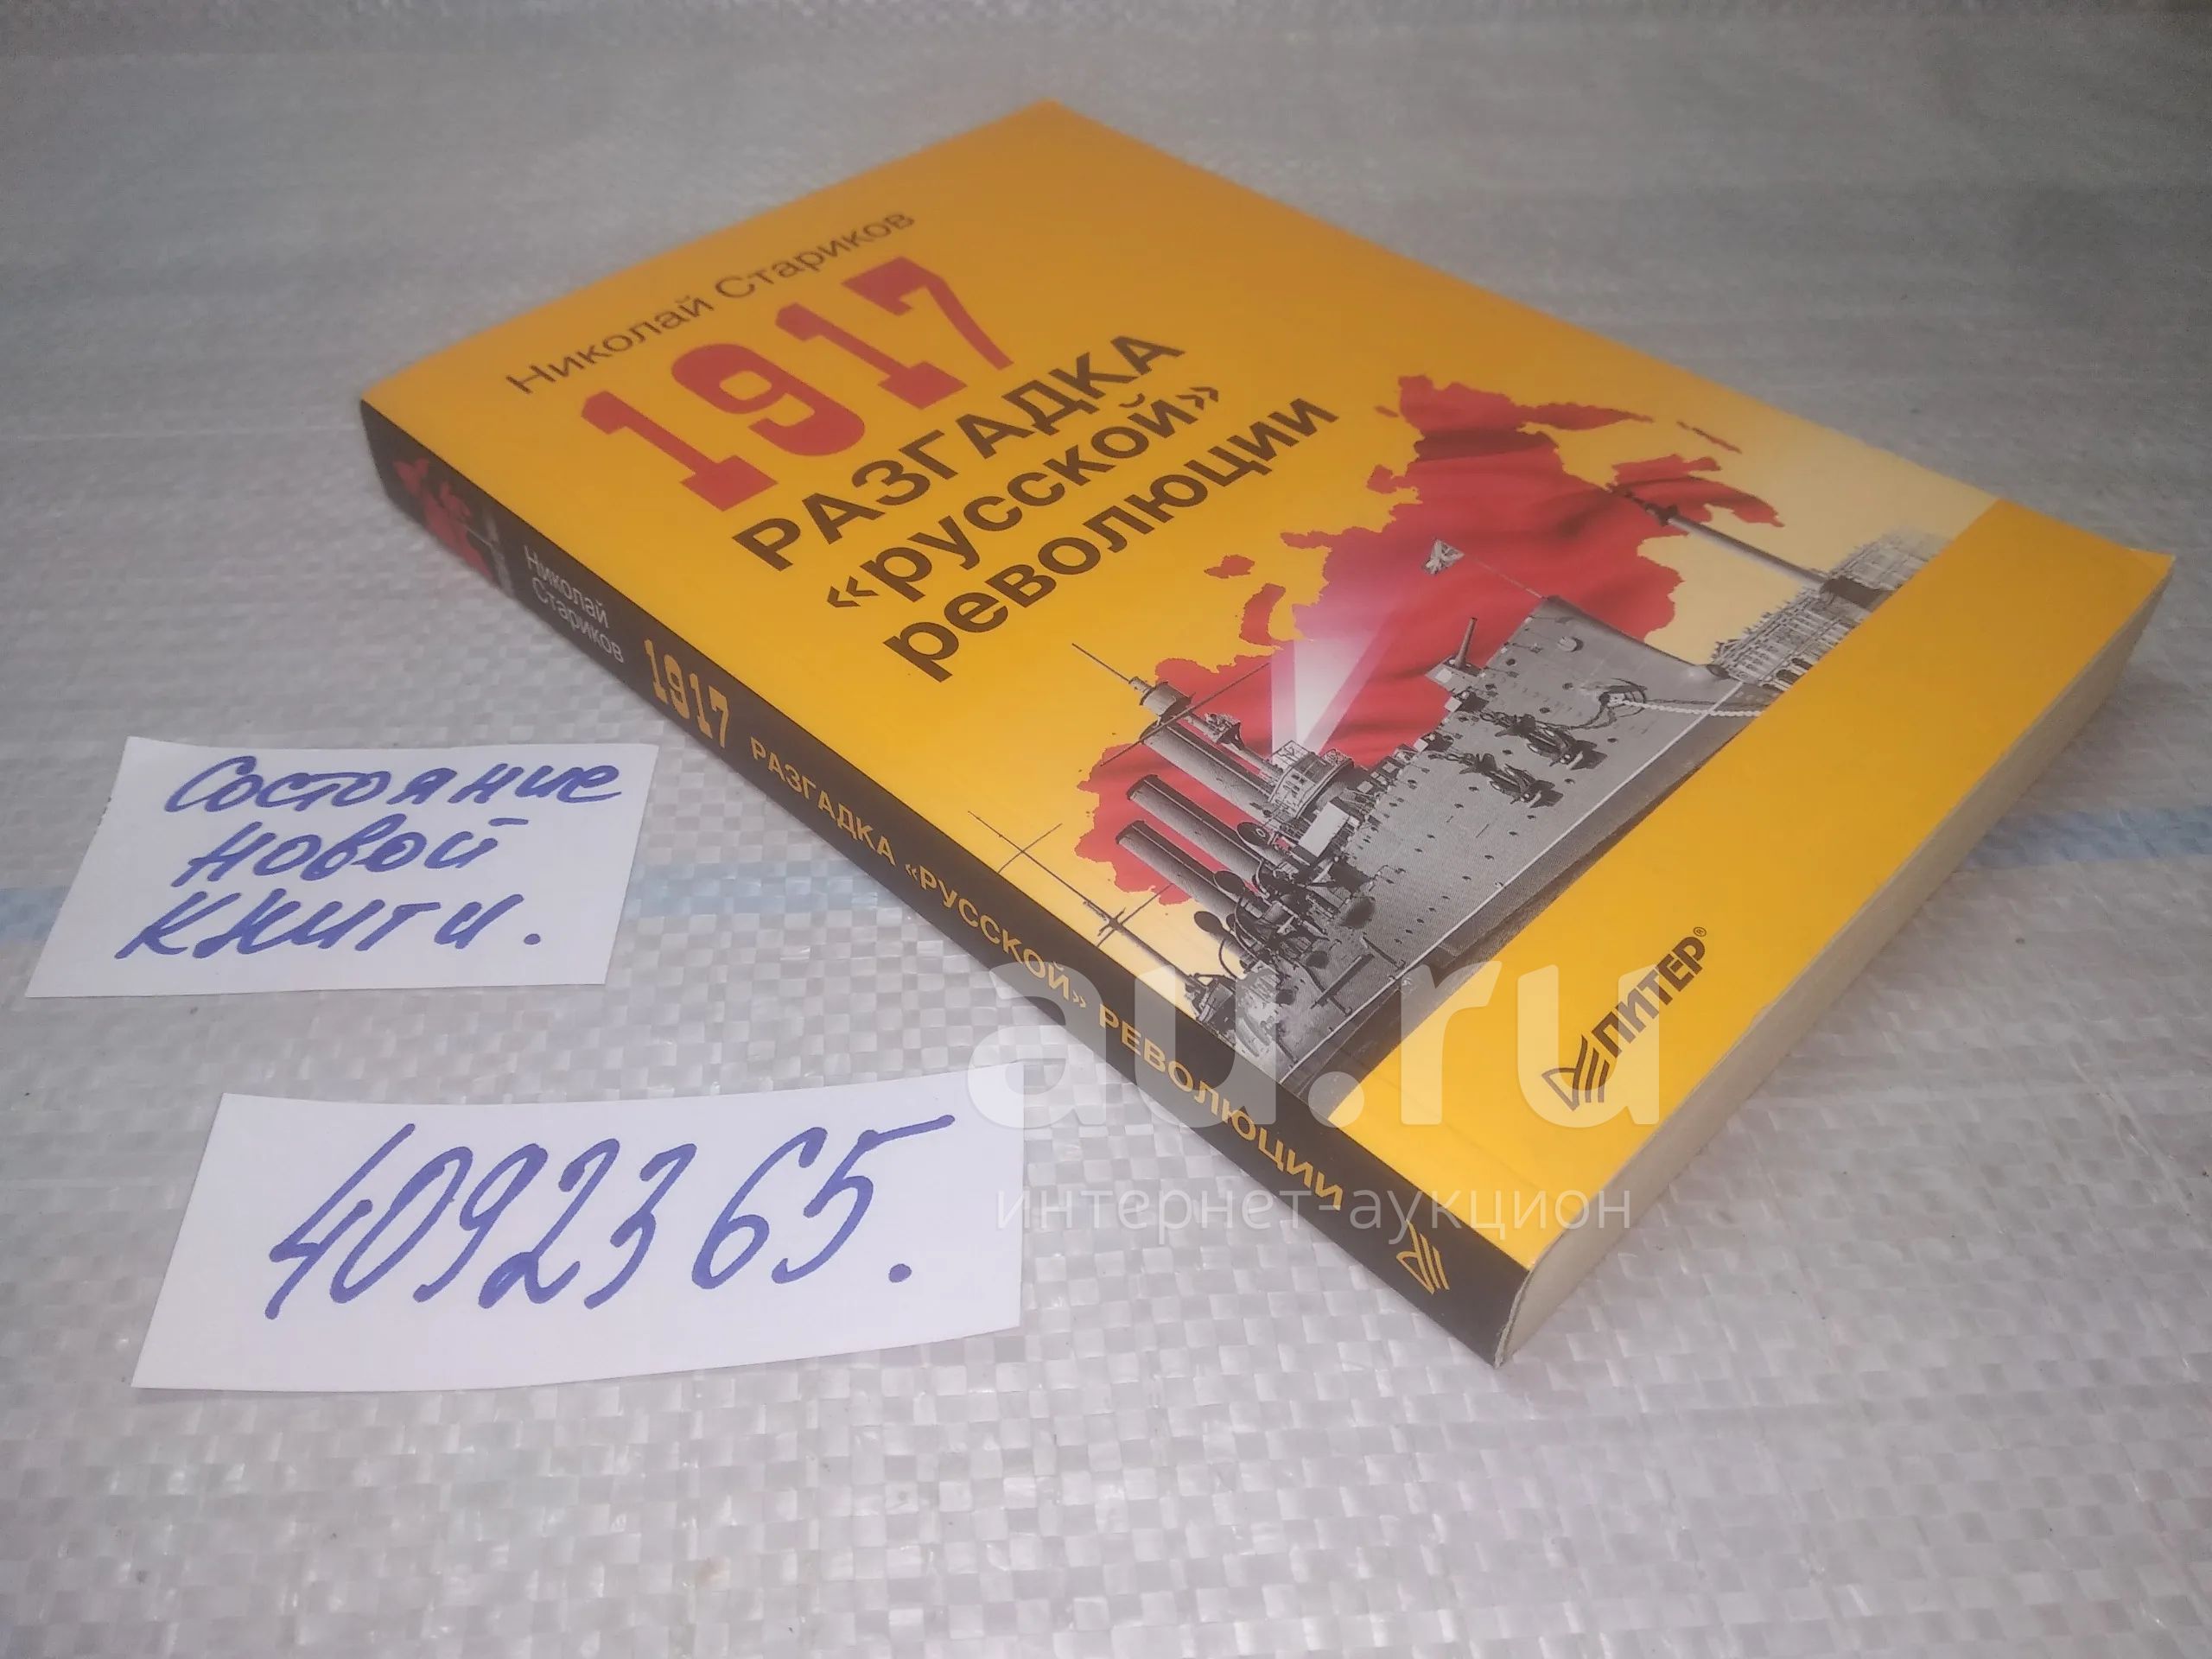 Николай Стариков
1917
РАЗГАДКА
«русской»
революции
ПИТЕР®
Николай
Стариков
1917 РАЗГАДКА «РУССКОЙ» РЕВОЛЮЦИИ
Состояние
новой
книги.
4092365.
au.ru
интернет-аукцион